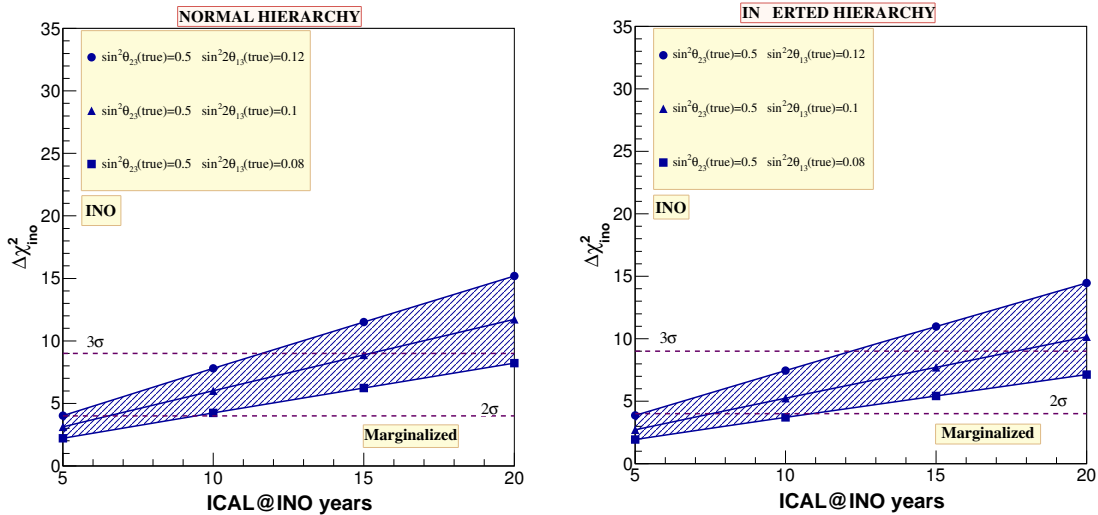 NORMAL HIERARCHY
35
30
25
20
15
10
5
0
Δχ²ino
sin²θ₂₃(true)=0.5 sin²2θ₁₃(true)=0.12
sin²θ₂₃(true)=0.5 sin²2θ₁₃(true)=0.1
sin²θ₂₃(true)=0.5 sin²2θ₁₃(true)=0.08
INO
3σ
2σ
Marginalized
5 10 15 20
ICAL@INO years
IN ERTED HIERARCHY
35
30
25
20
15
10
5
0
Δχ²ino
sin²θ₂₃(true)=0.5 sin²2θ₁₃(true)=0.12
sin²θ₂₃(true)=0.5 sin²2θ₁₃(true)=0.1
sin²θ₂₃(true)=0.5 sin²2θ₁₃(true)=0.08
INO
3σ
2σ
Marginalized
5 10 15 20
ICAL@INO years